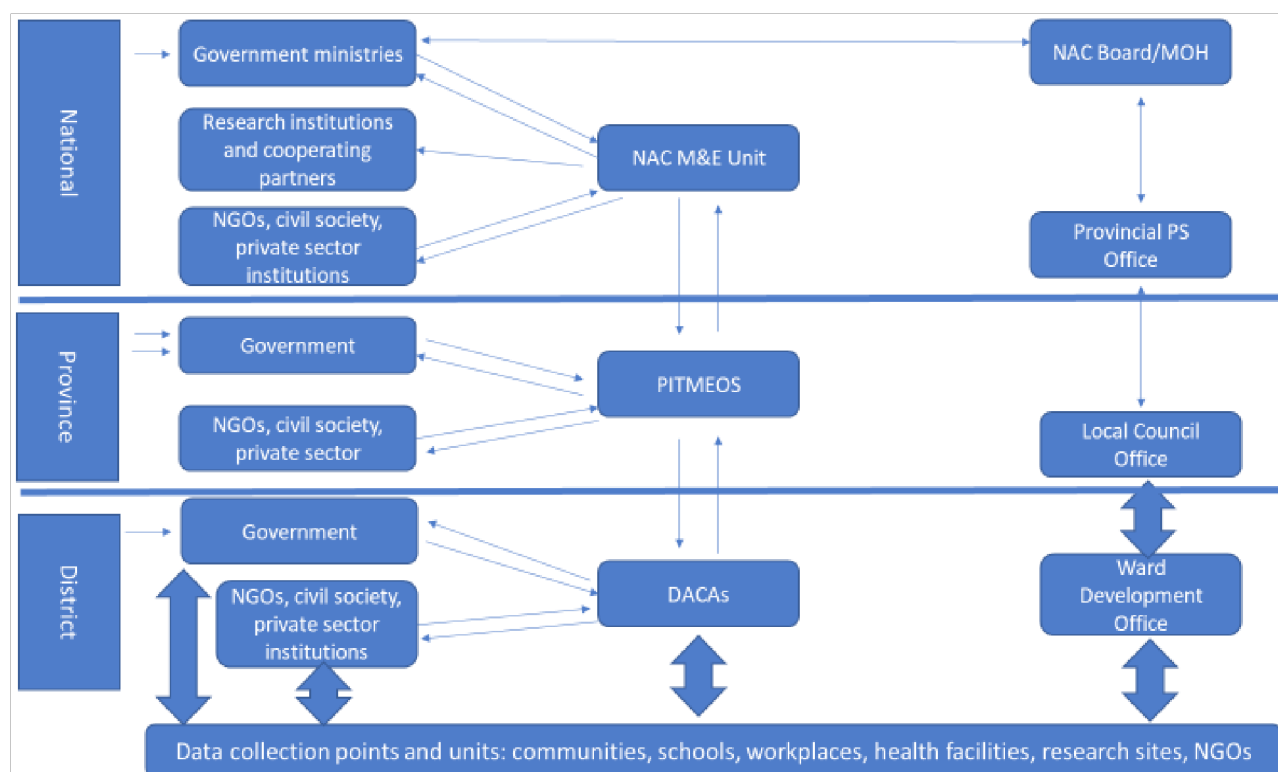 National
Government ministries
NAC Board/MOH
Research institutions
and cooperating
partners
NAC M&E Unit
NGOs, civil society,
private sector
institutions
Provincial PS
Office
Province
Government
PITMEOS
NGOs, civil society,
private sector
Local Council
Office
District
Government
NGOs, civil society,
private sector
institutions
DACAs
Ward
Development
Office
Data collection points and units: communities, schools, workplaces, health facilities, research sites, NGOs